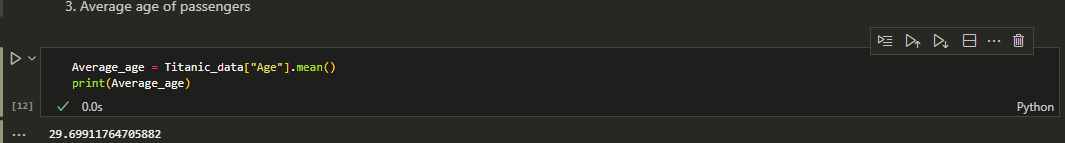 3. Average age of passengers
Average_age = Titanic_data["Age"].mean()
print(Average_age)
[12]
0.0s
Python
29.69911764705882